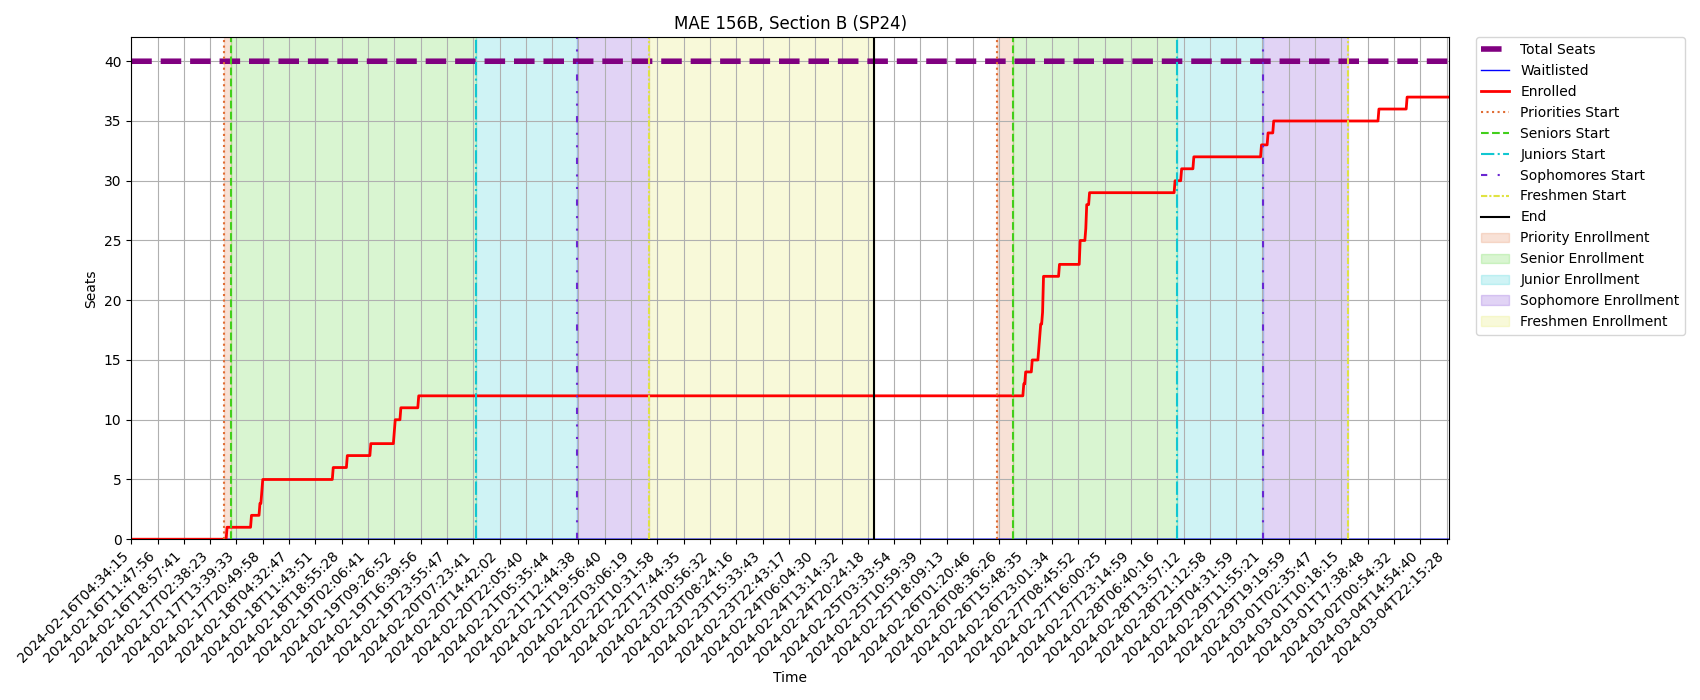 MAE 156B, Section B (SP24)
Seats
40
35
30
25
20
15
10
5
0
2024-02-16T04:34:15
2024-02-16T11:47:56
2024-02-16T18:57:41
2024-02-17T02:38:23
2024-02-17T13:39:33
2024-02-17T20:49:58
2024-02-18T04:32:47
2024-02-18T11:43:51
2024-02-18T18:55:28
2024-02-19T02:06:41
2024-02-19T09:26:52
2024-02-19T16:39:56
2024-02-19T23:55:47
2024-02-20T07:23:41
2024-02-20T14:42:02
2024-02-20T22:05:40
2024-02-21T05:35:44
2024-02-21T12:44:38
2024-02-21T19:56:40
2024-02-22T03:06:19
2024-02-22T10:31:58
2024-02-22T17:44:35
2024-02-23T00:56:32
2024-02-23T08:24:16
2024-02-23T15:33:43
2024-02-23T22:43:17
2024-02-24T06:04:30
2024-02-24T13:14:32
2024-02-24T20:24:18
2024-02-25T03:33:54
2024-02-25T10:59:39
2024-02-25T18:09:13
2024-02-26T01:20:46
2024-02-26T08:36:26
2024-02-26T15:48:35
2024-02-26T23:01:34
2024-02-27T08:45:52
2024-02-27T16:00:25
2024-02-27T23:14:59
2024-02-28T06:40:16
2024-02-28T13:57:12
2024-02-28T21:12:58
2024-02-29T04:31:59
2024-02-29T11:55:21
2024-02-29T19:19:59
2024-03-01T02:35:47
2024-03-01T10:18:15
2024-03-01T17:38:48
2024-03-02T00:54:32
2024-03-04T14:54:40
2024-03-04T22:15:28
Time
Total Seats
Waitlisted
Enrolled
Priorities Start
Seniors Start
Juniors Start
Sophomores Start
Freshmen Start
End
Priority Enrollment
Senior Enrollment
Junior Enrollment
Sophomore Enrollment
Freshmen Enrollment